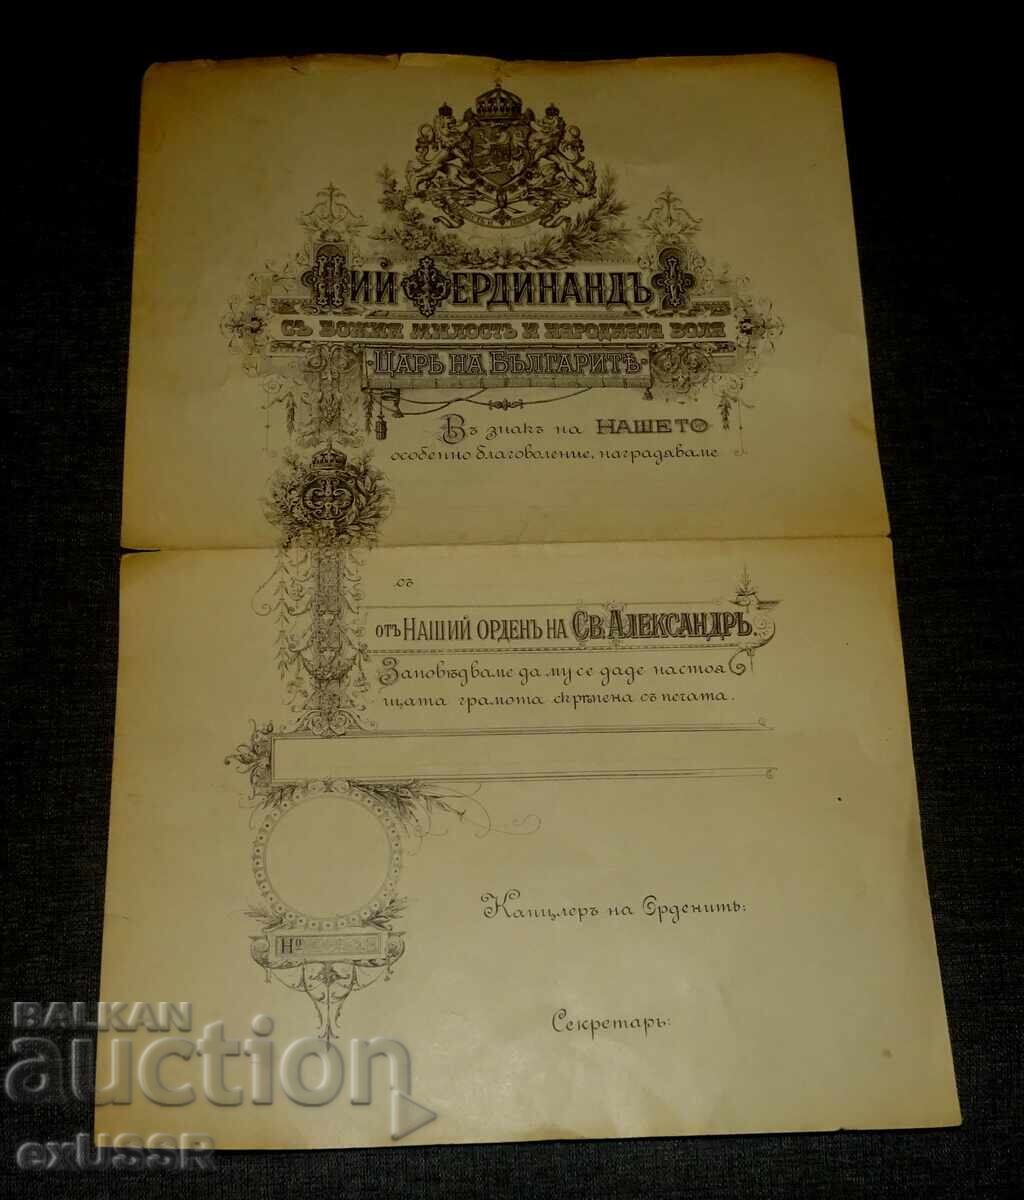 НИЙ ФЕРДИНАНДЪ I
СЪ БОЖИЯ МИЛОСТЬ И НАРОДНАТА ВОЛЯ
ЦАРЬ НА БЪЛГАРИТѢ
Въ знакъ на НАШЕТО
особенно благоволение, наградяваме
съ
отъ НАШИЙ ОРДЕНЪ НА СВ. АЛЕКСАНДРЪ.
Заповѣдваме да му се даде настоя
щата грамота скрѣпена съ печата.
Но
Канцлеръ на Орденитѣ:
Секретарь:
BALKAN
auction
exUSSR